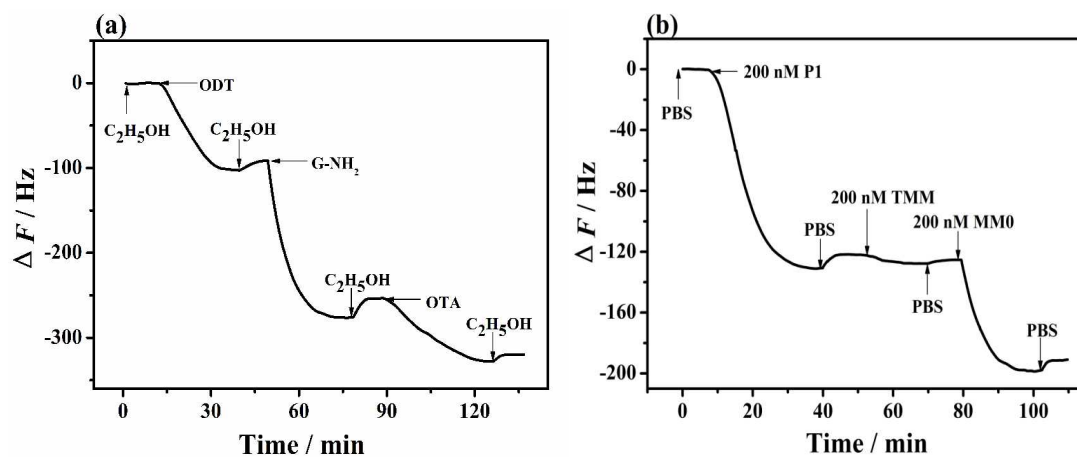 (a)
0
-100
-200
-300
Δ F / Hz
0 30 60 90 120
Time / min
C₂H₅OH
ODT
C₂H₅OH
G-NH₂
C₂H₅OH
OTA
C₂H₅OH
(b)
0
-40
-80
-120
-160
-200
Δ F / Hz
0 20 40 60 80 100
Time / min
PBS
200 nM P1
PBS
200 nM TMM
PBS
200 nM MM0
PBS